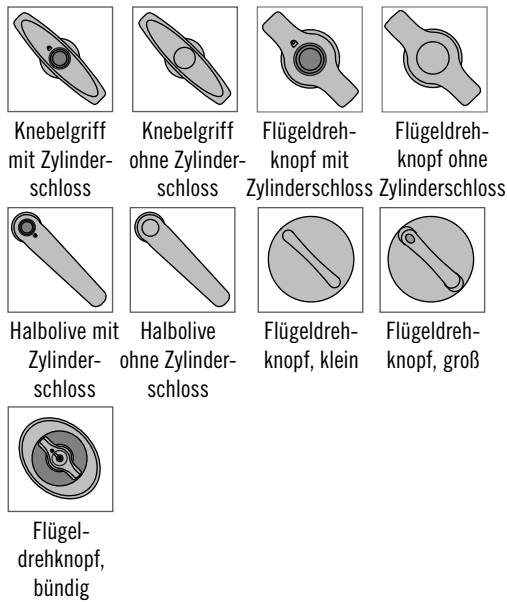 Knebelgriff
mit Zylinder-
schloss
Knebelgriff
ohne Zylinder-
schloss
Flügeldreh-
knopf mit
Zylinderschloss
Flügeldreh-
knopf ohne
Zylinderschloss
Halbolive mit
Zylinder-
schloss
Halbolive
ohne Zylinder-
schloss
Flügeldreh-
knopf, klein
Flügeldreh-
knopf, groß
Flügel-
drehknopf,
bündig